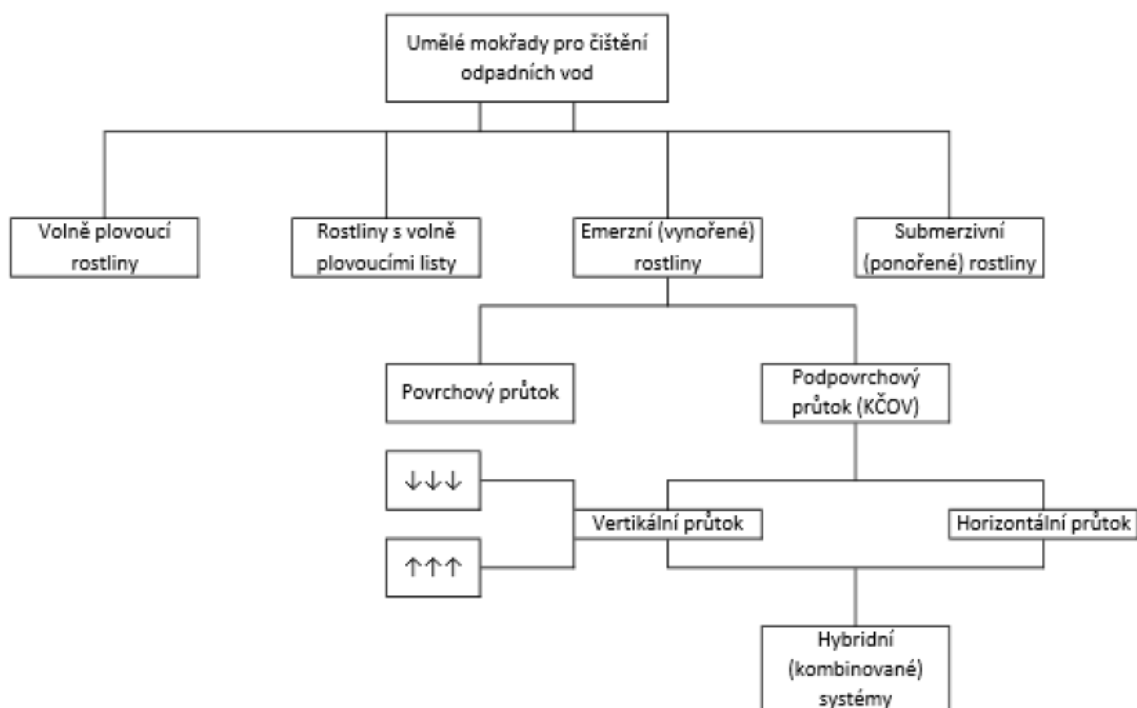 Umělé mokřady pro čištění
odpadních vod
Volně plovoucí
rostliny
Rostliny s volně
plovoucími listy
Emerzní (vynořené)
rostliny
Submerzivní
(ponořené) rostliny
Povrchový průtok
Podpovrchový
průtok (KČOV)
↓↓↓
↑↑↑
Vertikální průtok
Horizontální průtok
Hybridní
(kombinované)
systémy